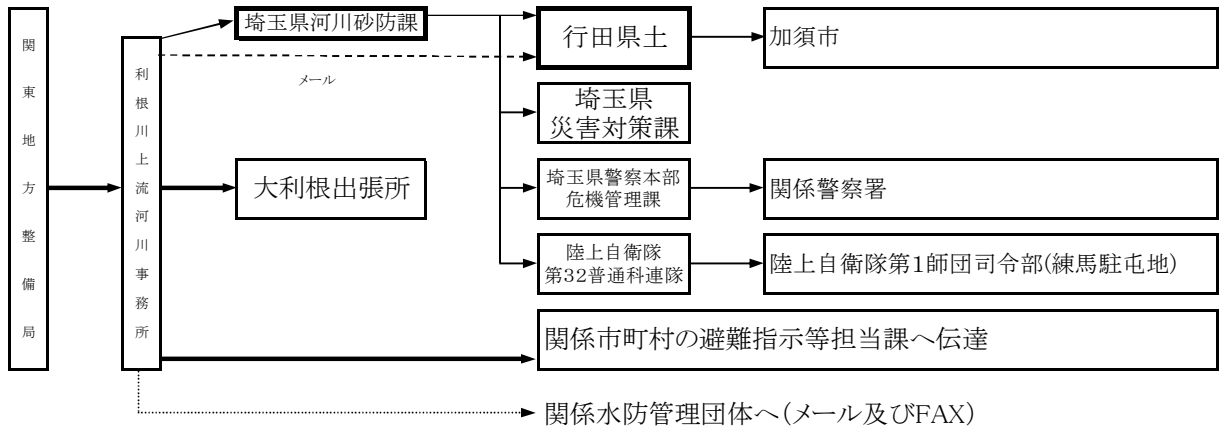 関東地方整備局
利根川上流河川事務所
埼玉県河川砂防課
メール
大利根出張所
行田県土
加須市
埼玉県
災害対策課
埼玉県警察本部
危機管理課
関係警察署
陸上自衛隊
第32普通科連隊
陸上自衛隊第1師団司令部(練馬駐屯地)
関係市町村の避難指示等担当課へ伝達
関係水防管理団体へ(メール及びFAX)